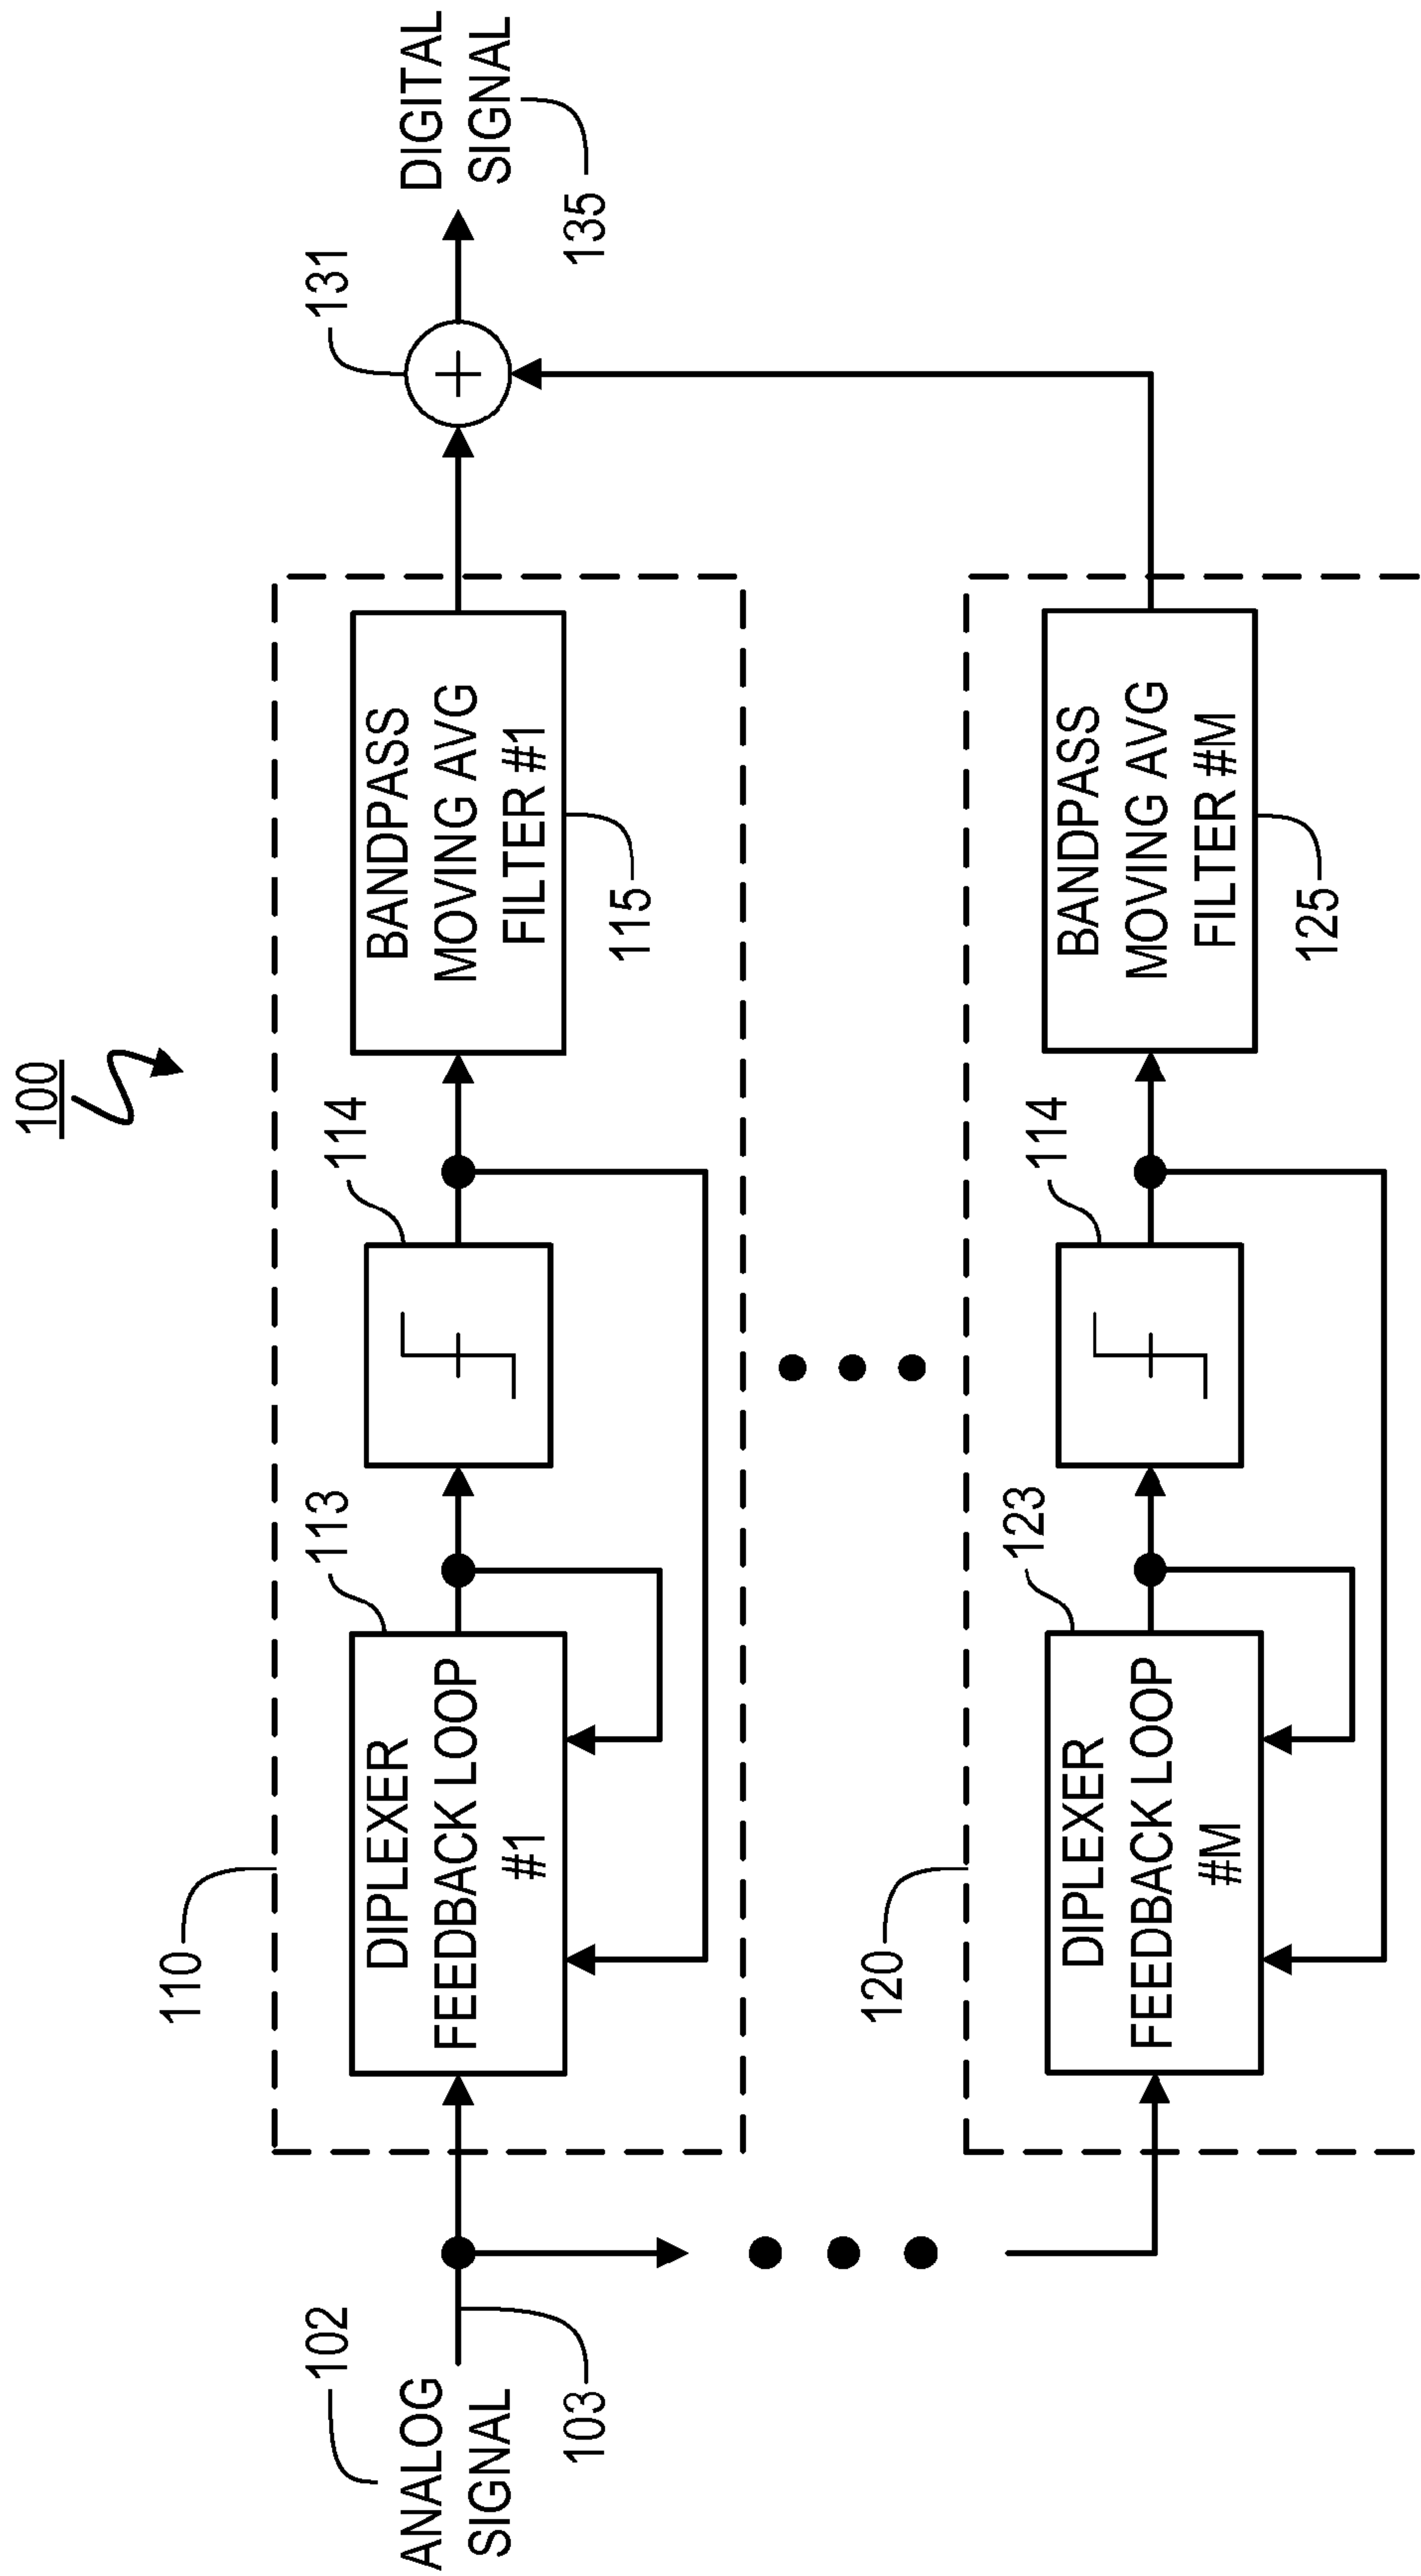 100
102
ANALOG
SIGNAL
103
110
113
DIPLEXER
FEEDBACK LOOP
#1
114
BANDPASS
MOVING AVG
FILTER #1
115
131
DIGITAL
SIGNAL
135
120
123
DIPLEXER
FEEDBACK LOOP
#M
114
BANDPASS
MOVING AVG
FILTER #M
125